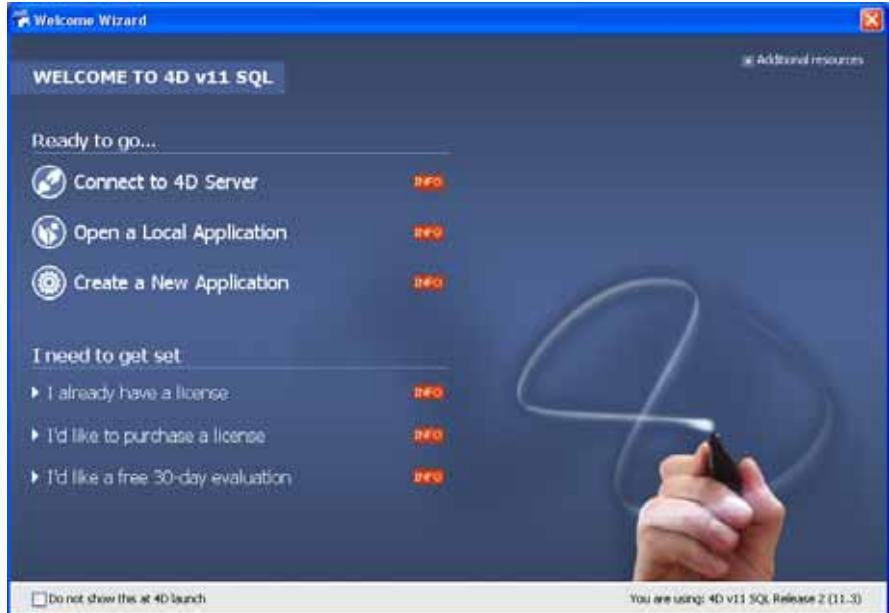 Welcome Wizard
Additional resources
WELCOME TO 4D v11 SQL
Ready to go...
Connect to 4D Server INFO
Open a Local Application INFO
Create a New Application INFO
I need to get set
I already have a license INFO
I'd like to purchase a license INFO
I'd like a free 30-day evaluation INFO
Do not show this at 4D launch
You are using: 4D v11 SQL Release 2 (11.3)